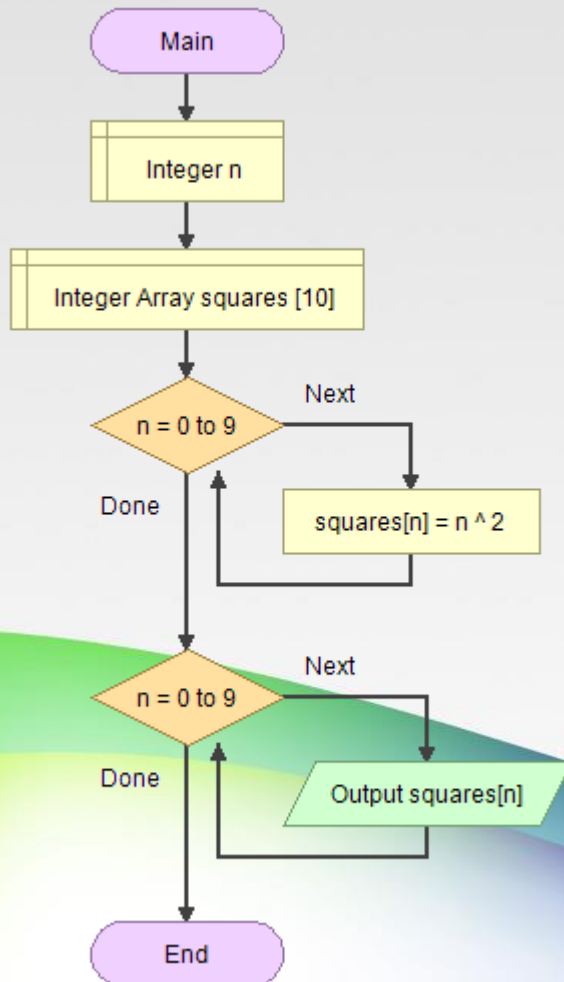 Main
Integer n
Integer Array squares [10]
n = 0 to 9
Next
Done
squares[n] = n ^ 2
n = 0 to 9
Next
Done
Output squares[n]
End